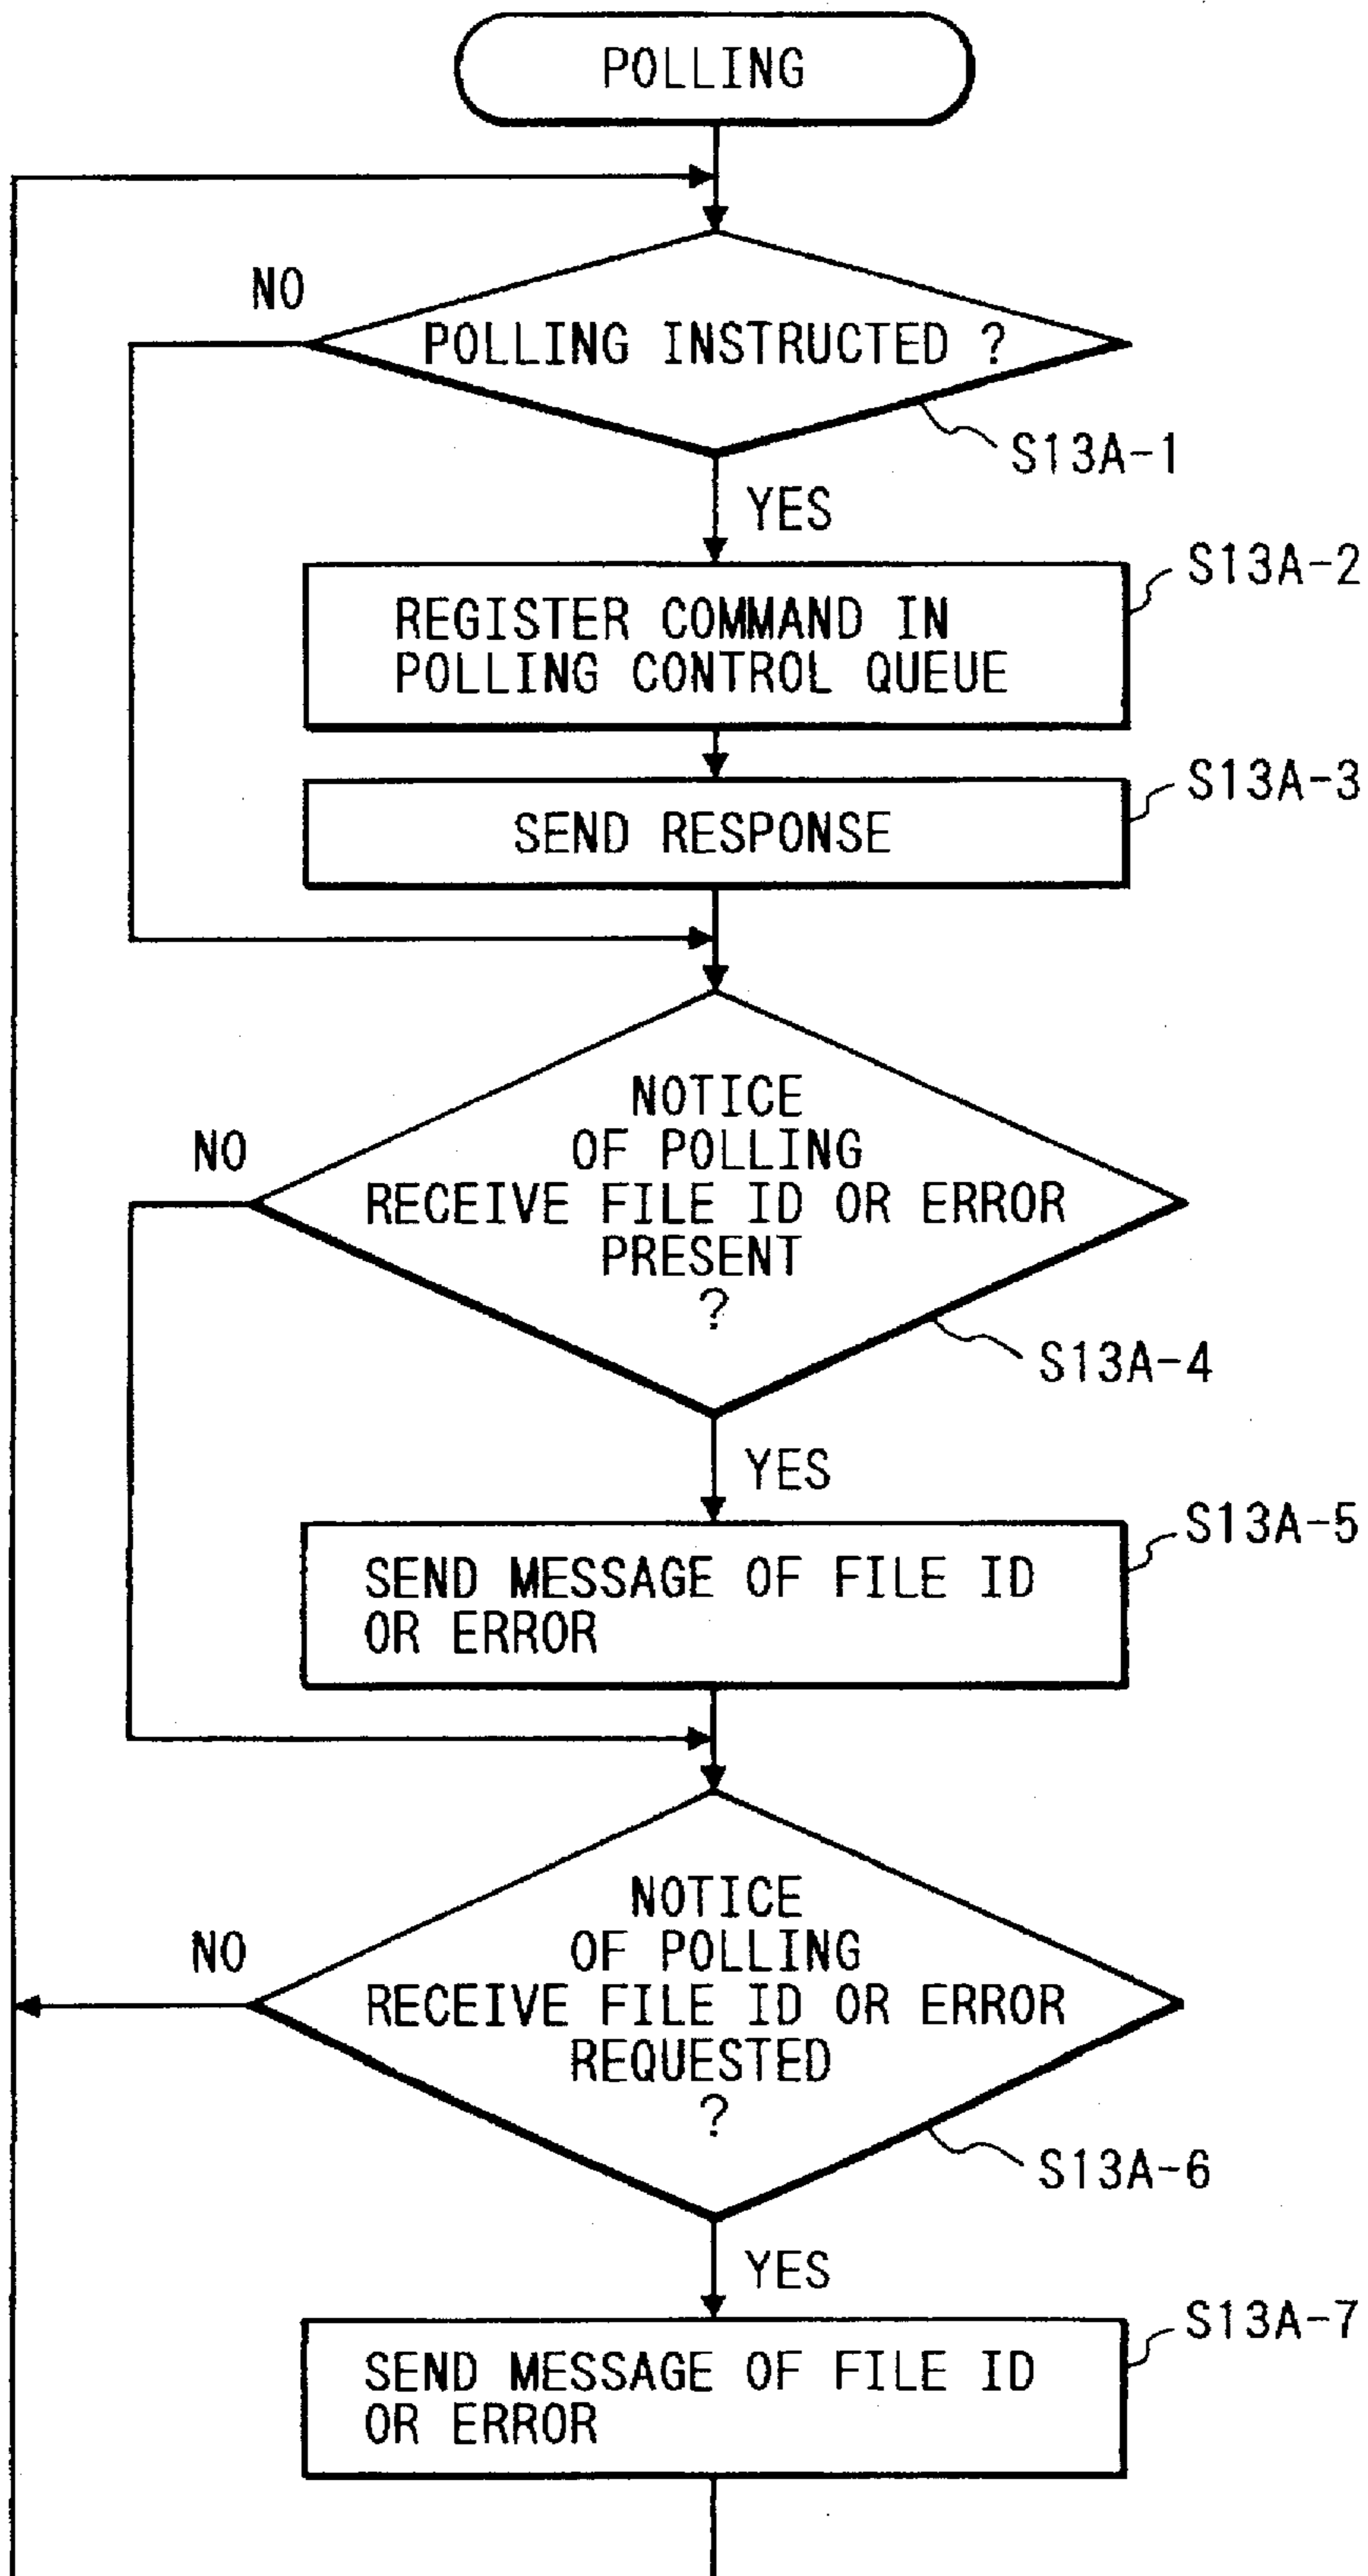 POLLING
NO
POLLING INSTRUCTED ?
S13A-1
YES
S13A-2
REGISTER COMMAND IN
POLLING CONTROL QUEUE
S13A-3
SEND RESPONSE
NOTICE
OF POLLING
NO
RECEIVE FILE ID OR ERROR
PRESENT
?
S13A-4
YES
S13A-5
SEND MESSAGE OF FILE ID
OR ERROR
NOTICE
OF POLLING
NO
RECEIVE FILE ID OR ERROR
REQUESTED
?
S13A-6
YES
S13A-7
SEND MESSAGE OF FILE ID
OR ERROR